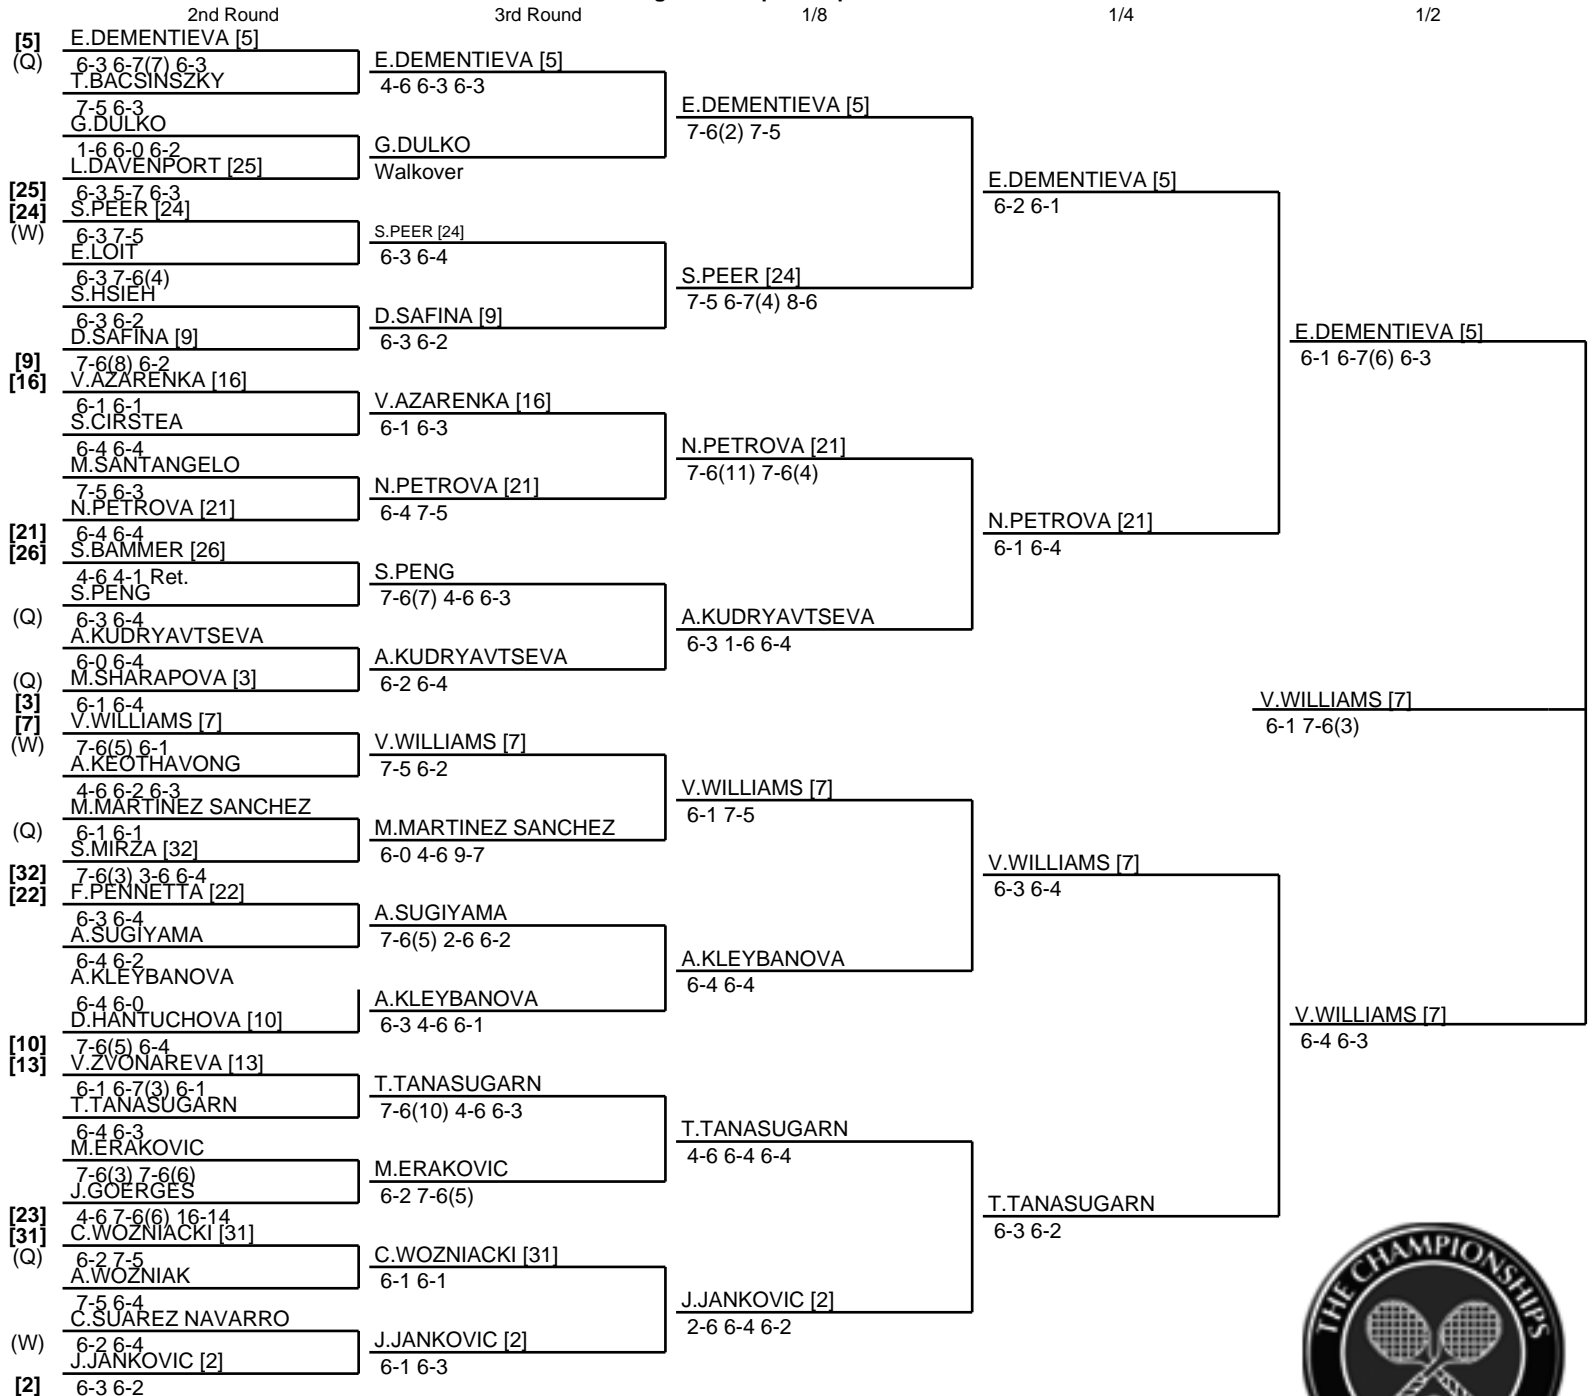 2nd Round
3rd Round
1/8
1/4
1/2
[5]
(Q)
[25]
[24]
(W)
[9]
[16]
[21]
[26]
(Q)
(Q)
[3]
[7]
(W)
(Q)
[32]
[22]
[10]
[13]
[23]
[31]
(Q)
(W)
[2]
E.DEMENTIEVA [5]
6-3 6-7(7) 6-3
T.BACSINSZKY
7-5 6-3
G.DULKO
1-6 6-0 6-2
L.DAVENPORT [25]
6-3 5-7 6-3
S.PEER [24]
6-3 7-5
E.LOIT
6-3 7-6(4)
S.HSIEH
6-3 6-2
D.SAFINA [9]
7-6(8) 6-2
V.AZARENKA [16]
6-1 6-1
S.CIRSTEA
6-4 6-4
M.SANTANGELO
7-5 6-3
N.PETROVA [21]
6-4 6-4
S.BAMMER [26]
4-6 4-1 Ret.
S.PENG
6-3 6-4
A.KUDRYAVTSEVA
6-0 6-4
M.SHARAPOVA [3]
6-1 6-4
V.WILLIAMS [7]
7-6(5) 6-1
A.KEOTHAVONG
4-6 6-2 6-3
M.MARTINEZ SANCHEZ
6-1 6-1
S.MIRZA [32]
7-6(3) 3-6 6-4
F.PENNETTA [22]
6-3 6-4
A.SUGIYAMA
6-4 6-2
A.KLEYBANOVA
6-4 6-0
D.HANTUCHOVA [10]
7-6(5) 6-4
V.ZVONAREVA [13]
6-1 6-7(3) 6-1
T.TANASUGARN
6-4 6-3
M.ERAKOVIC
7-6(3) 7-6(6)
J.GOERGES
4-6 7-6(6) 16-14
C.WOZNIACKI [31]
6-2 7-5
A.WOZNIAK
7-5 6-4
C.SUAREZ NAVARRO
6-2 6-4
J.JANKOVIC [2]
6-3 6-2
E.DEMENTIEVA [5]
4-6 6-3 6-3
G.DULKO
Walkover
S.PEER [24]
6-3 6-4
D.SAFINA [9]
6-3 6-2
V.AZARENKA [16]
6-1 6-3
N.PETROVA [21]
6-4 7-5
S.PENG
7-6(7) 4-6 6-3
A.KUDRYAVTSEVA
6-2 6-4
V.WILLIAMS [7]
7-5 6-2
M.MARTINEZ SANCHEZ
6-0 4-6 9-7
A.SUGIYAMA
7-6(5) 2-6 6-2
A.KLEYBANOVA
6-3 4-6 6-1
T.TANASUGARN
7-6(10) 4-6 6-3
M.ERAKOVIC
6-2 7-6(5)
C.WOZNIACKI [31]
6-1 6-1
J.JANKOVIC [2]
6-1 6-3
E.DEMENTIEVA [5]
7-6(2) 7-5
S.PEER [24]
7-5 6-7(4) 8-6
N.PETROVA [21]
7-6(11) 7-6(4)
A.KUDRYAVTSEVA
6-3 1-6 6-4
V.WILLIAMS [7]
6-1 7-5
A.KLEYBANOVA
6-4 6-4
T.TANASUGARN
4-6 6-4 6-4
J.JANKOVIC [2]
2-6 6-4 6-2
E.DEMENTIEVA [5]
6-2 6-1
N.PETROVA [21]
6-1 6-4
V.WILLIAMS [7]
6-3 6-4
T.TANASUGARN
6-3 6-2
E.DEMENTIEVA [5]
6-1 6-7(6) 6-3
V.WILLIAMS [7]
6-4 6-3
V.WILLIAMS [7]
6-1 7-6(3)
THE CHAMPIONSHIPS